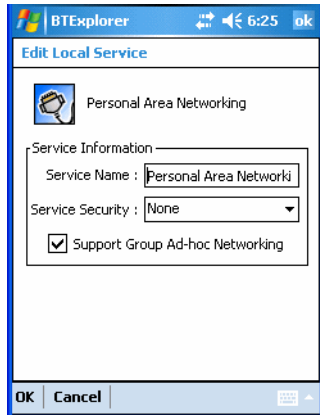 BTExplorer 6:25 ok
Edit Local Service
Personal Area Networking
Service Information
Service Name : Personal Area Networki
Service Security : None
Support Group Ad-hoc Networking
OK Cancel